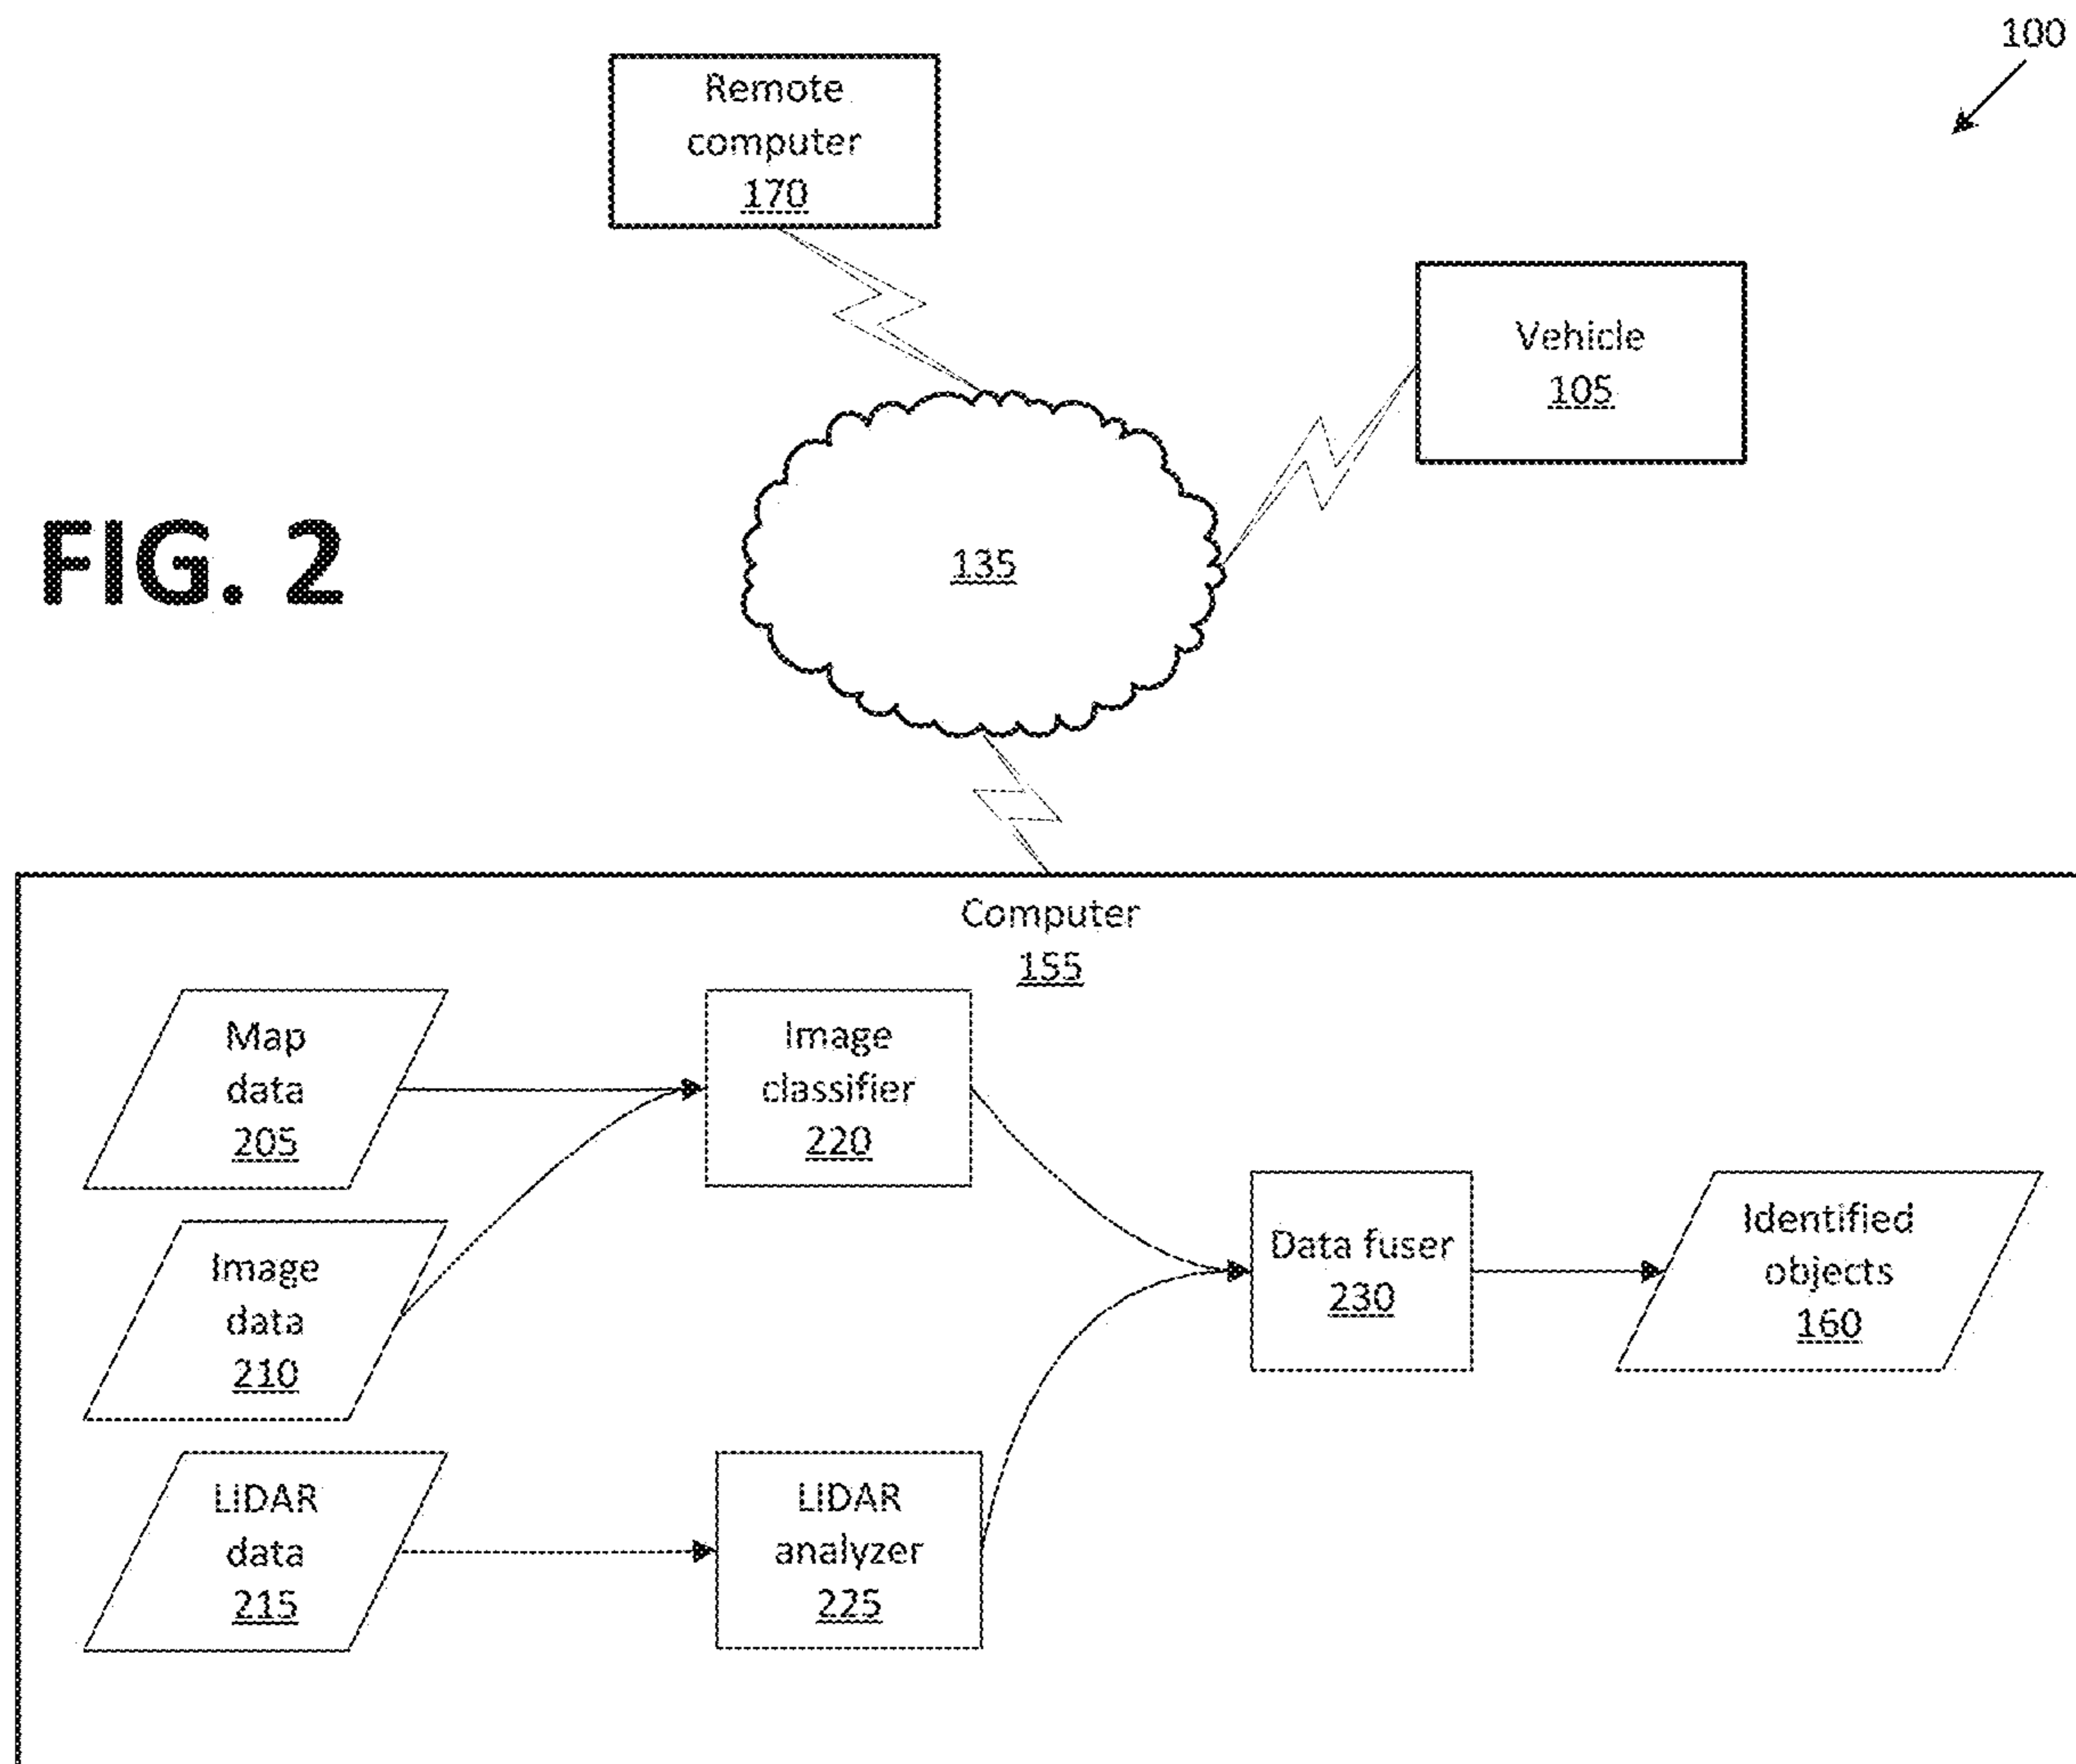 100
Remote
computer
170
Vehicle
105
FIG. 2
135
Computer
155
Map
data
205
Image
classifier
220
Image
data
210
Data fuser
230
Identified
objects
160
LIDAR
data
215
LIDAR
analyzer
225